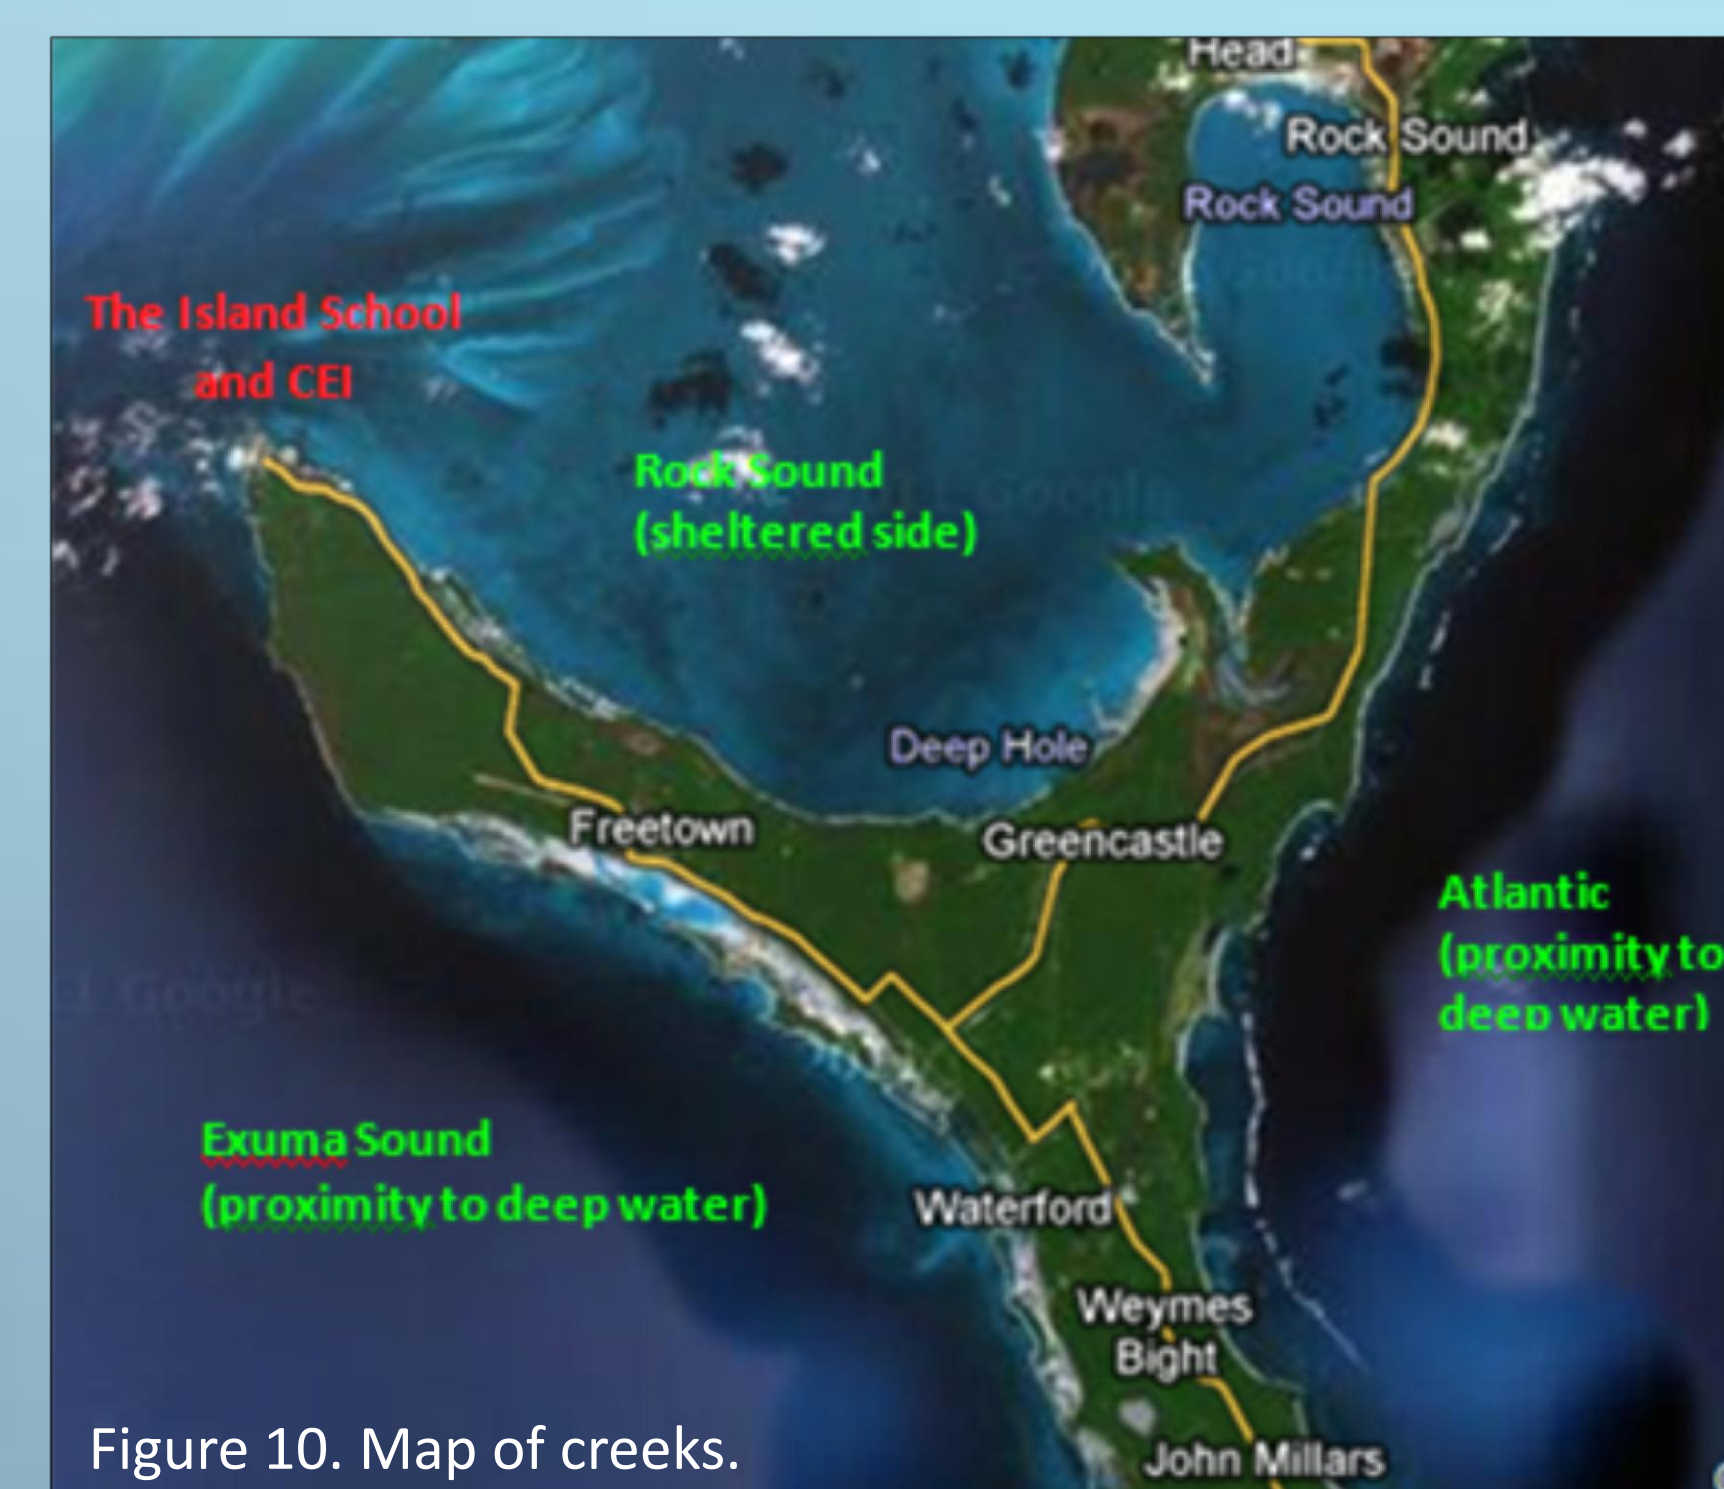 Head
Rock Sound
Rock Sound
The Island School
and CEI
Rock Sound
(sheltered side)
Google
Deep Hole
Freetown
Greencastle
Atlantic
(proximity to
deep water)
Google
Exuma Sound
(proximity to deep water)
Waterford
Weymes
Bight
John Millars
Figure 10. Map of creeks.